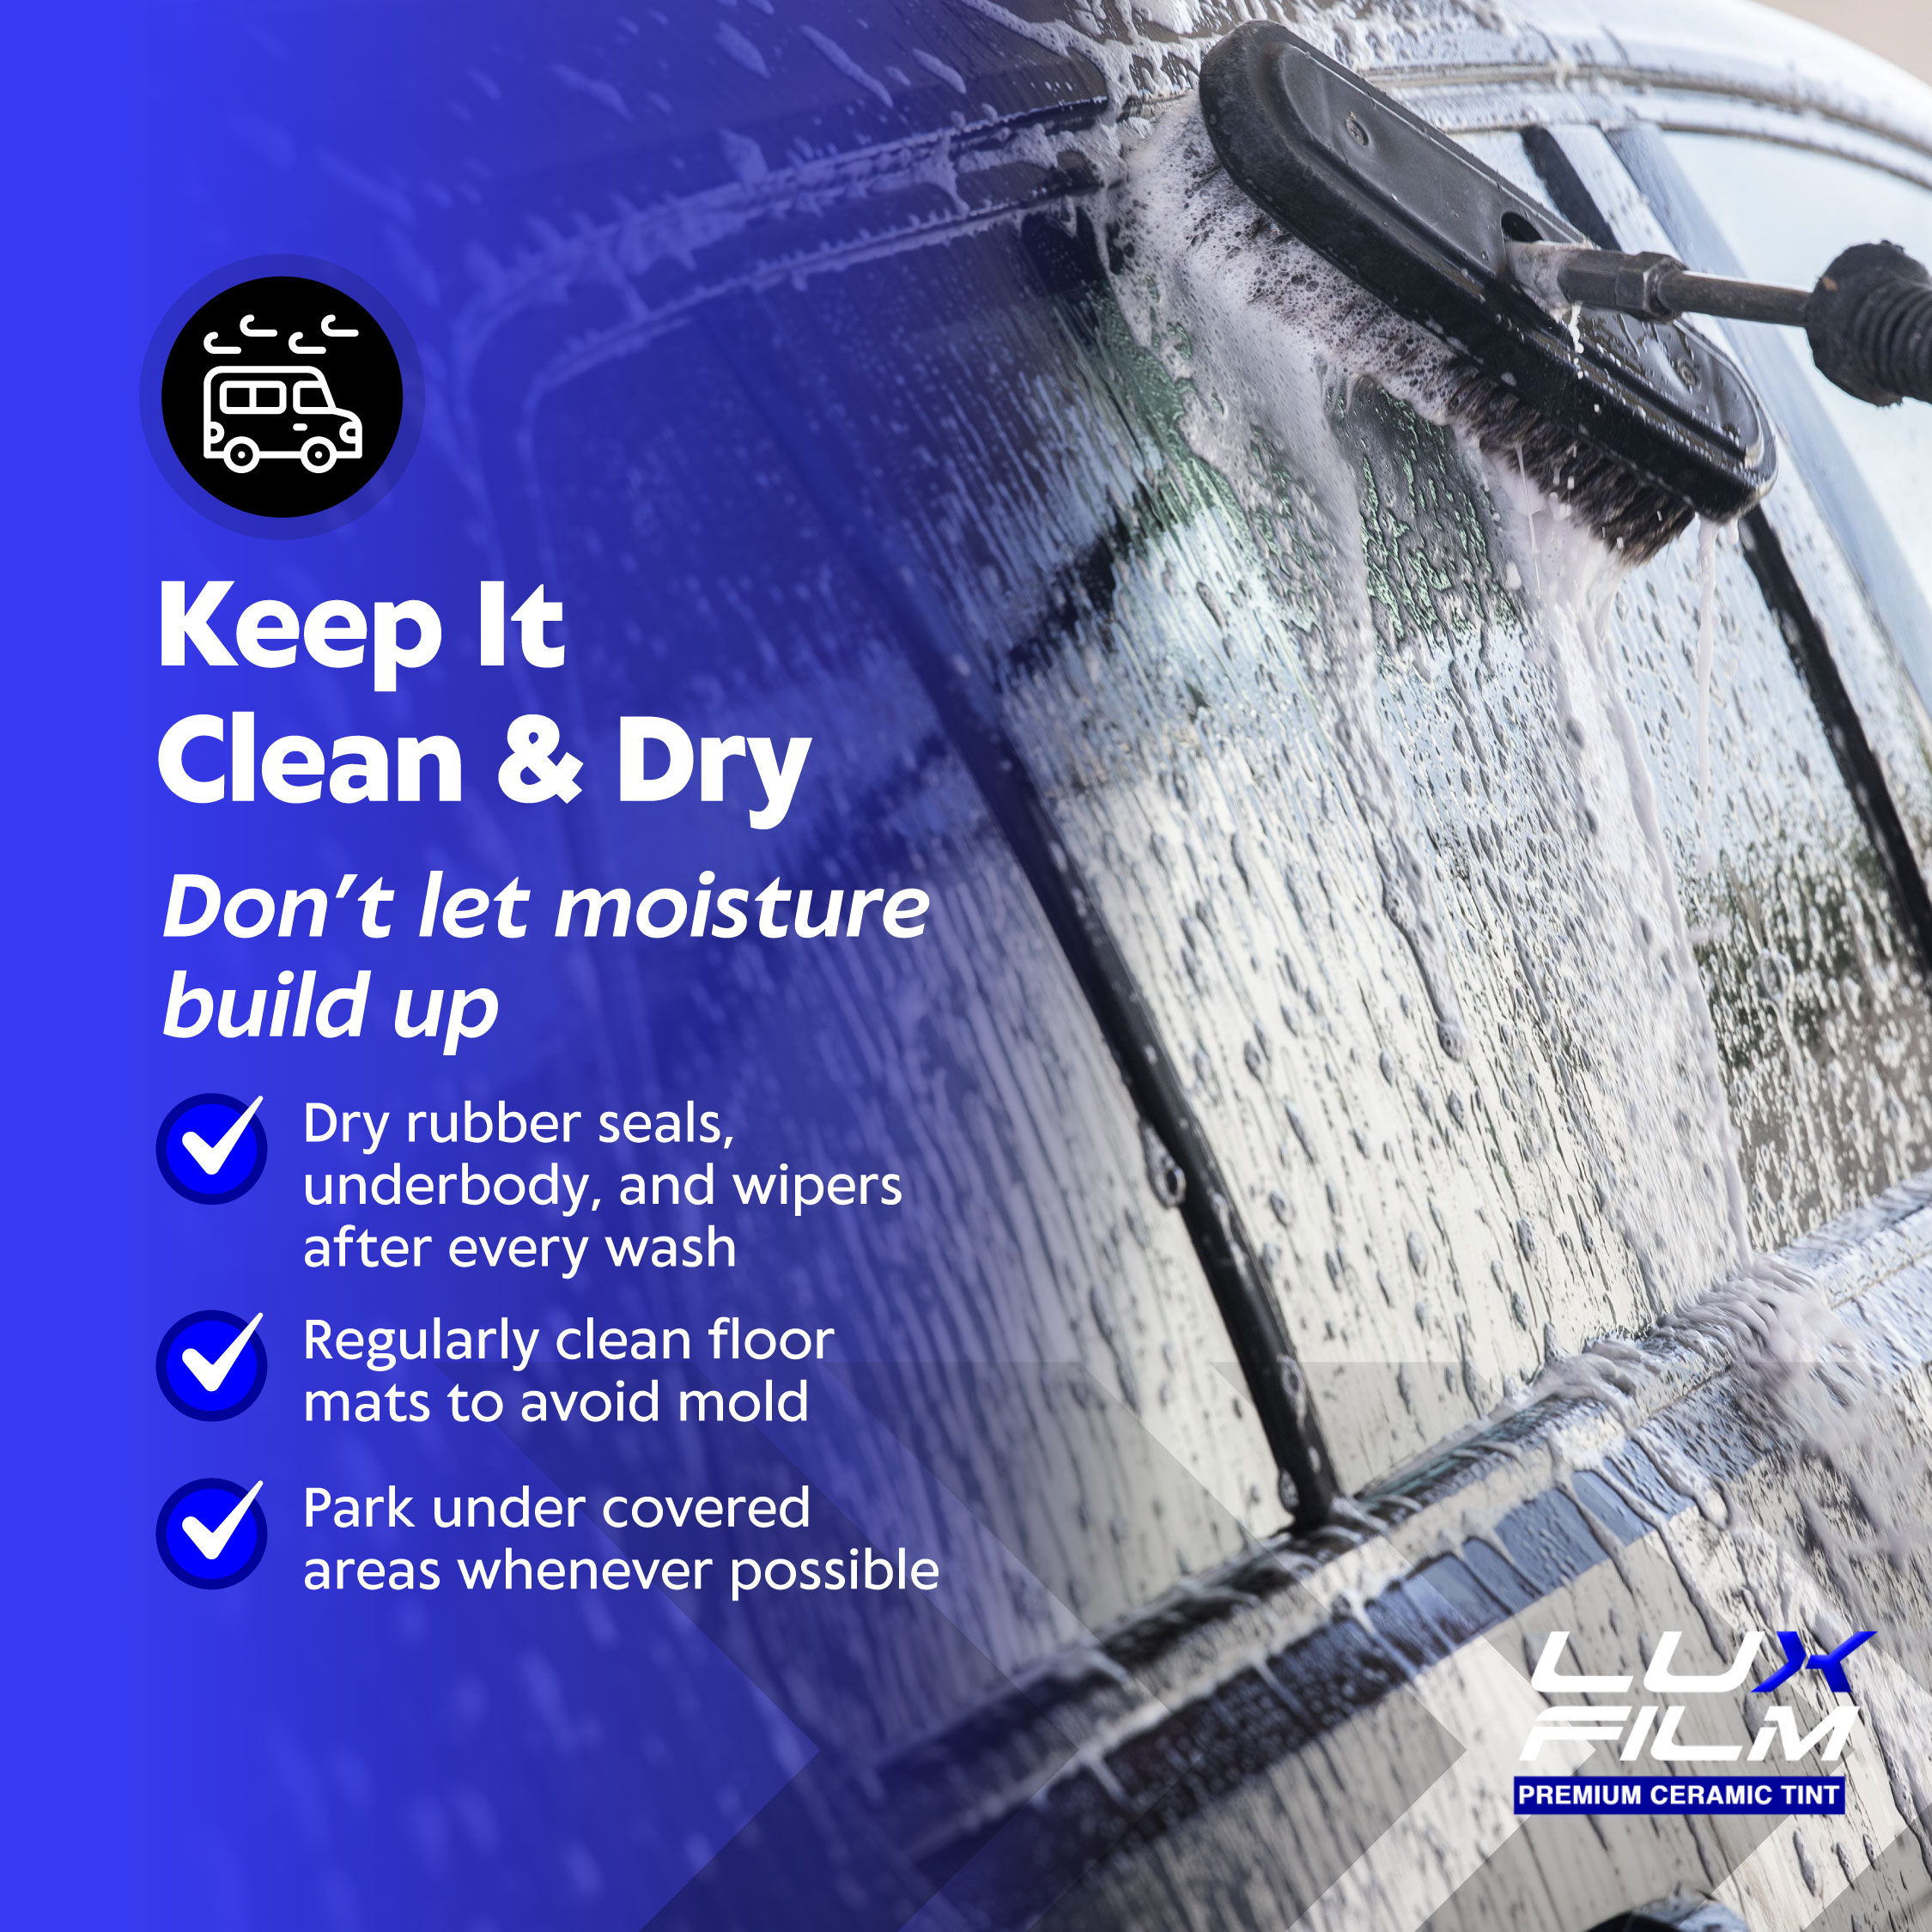 Keep It
Clean & Dry
Don't let moisture
build up
Dry rubber seals,
underbody, and wipers
after every wash
Regularly clean floor
mats to avoid mold
Park under covered
areas whenever possible
LUX
FILM
PREMIUM CERAMIC TINT